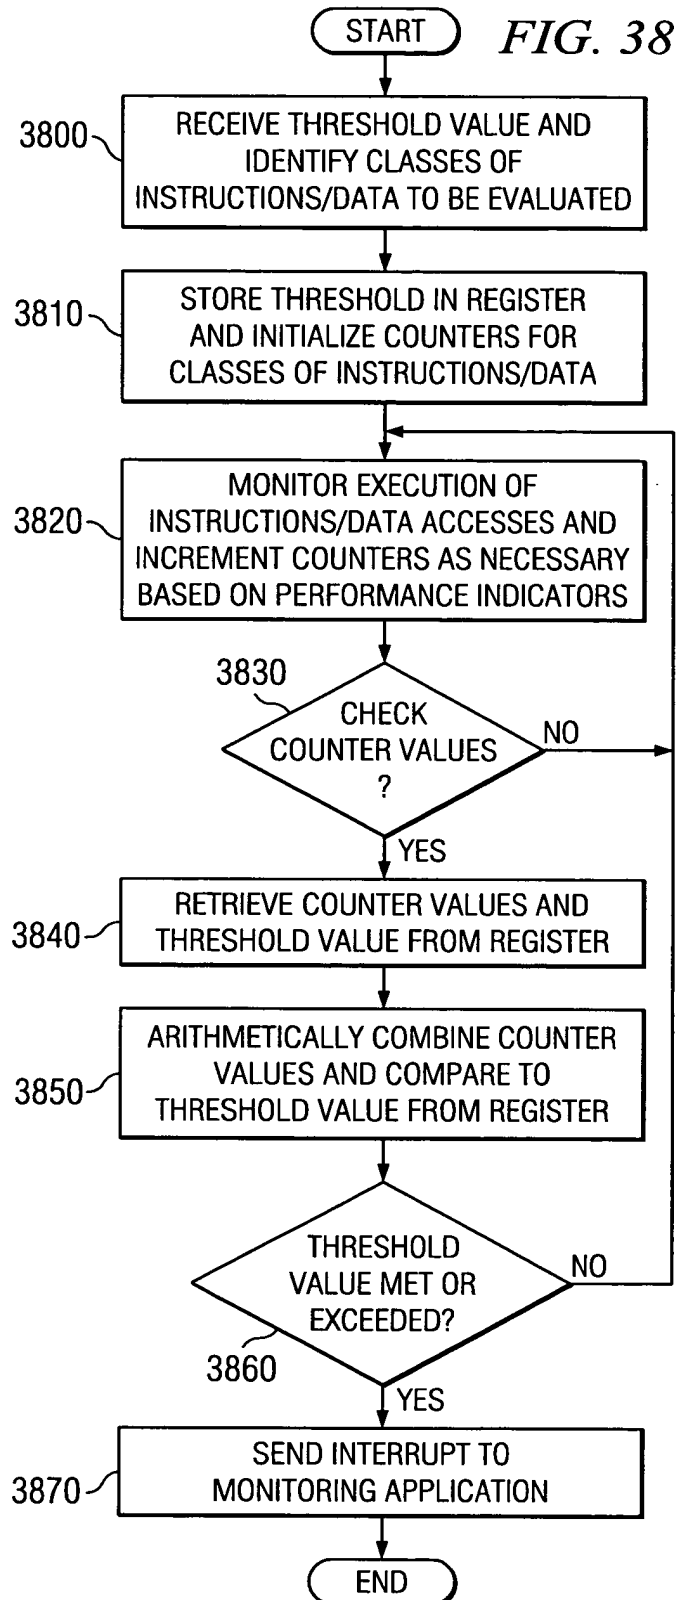 START
FIG. 38
3800
RECEIVE THRESHOLD VALUE AND
IDENTIFY CLASSES OF
INSTRUCTIONS/DATA TO BE EVALUATED
3810
STORE THRESHOLD IN REGISTER
AND INITIALIZE COUNTERS FOR
CLASSES OF INSTRUCTIONS/DATA
3820
MONITOR EXECUTION OF
INSTRUCTIONS/DATA ACCESSES AND
INCREMENT COUNTERS AS NECESSARY
BASED ON PERFORMANCE INDICATORS
3830
CHECK
COUNTER VALUES
?
NO
YES
3840
RETRIEVE COUNTER VALUES AND
THRESHOLD VALUE FROM REGISTER
3850
ARITHMETICALLY COMBINE COUNTER
VALUES AND COMPARE TO
THRESHOLD VALUE FROM REGISTER
THRESHOLD
VALUE MET OR
EXCEEDED?
NO
3860
YES
3870
SEND INTERRUPT TO
MONITORING APPLICATION
END